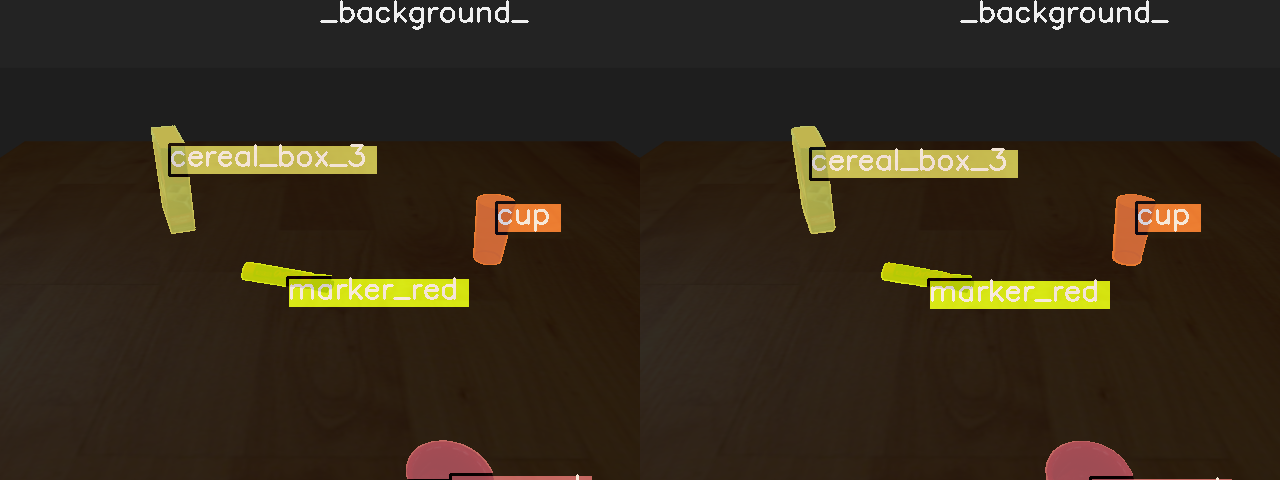 _background_ _background_
cereal_box_3 cereal_box_3
cup cup
marker_red marker_red